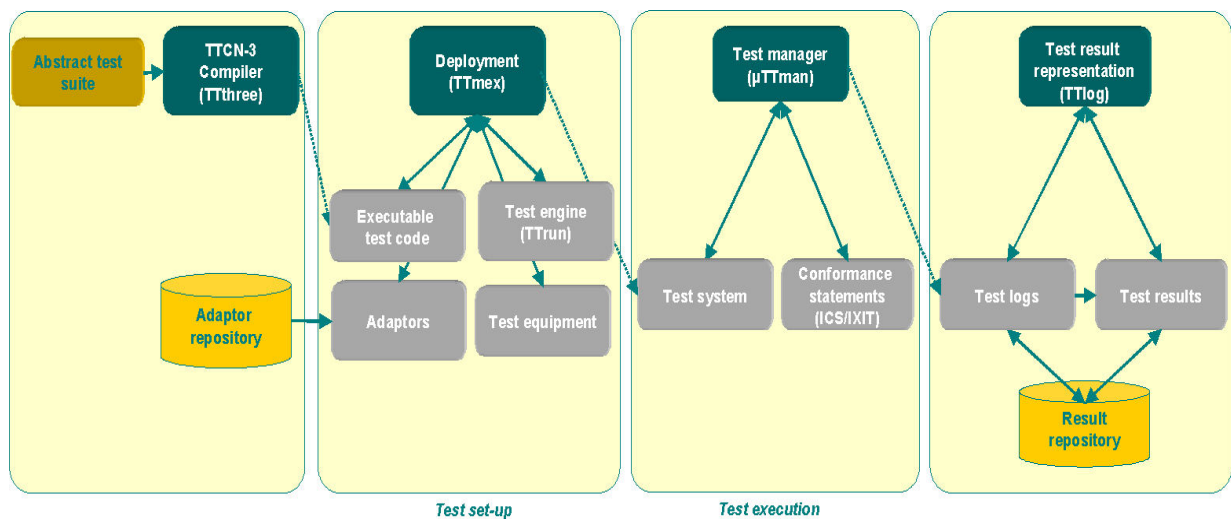 Abstract test
suite
TTCN-3
Compiler
(TTthree)
Adaptor
repository
Deployment
(TTmex)
Executable
test code
Test engine
(TTrun)
Adaptors
Test equipment
Test manager
(µTTman)
Test system
Conformance
statements
(ICS/IXIT)
Test result
representation
(TTlog)
Test logs
Test results
Result
repository
Test set-up
Test execution